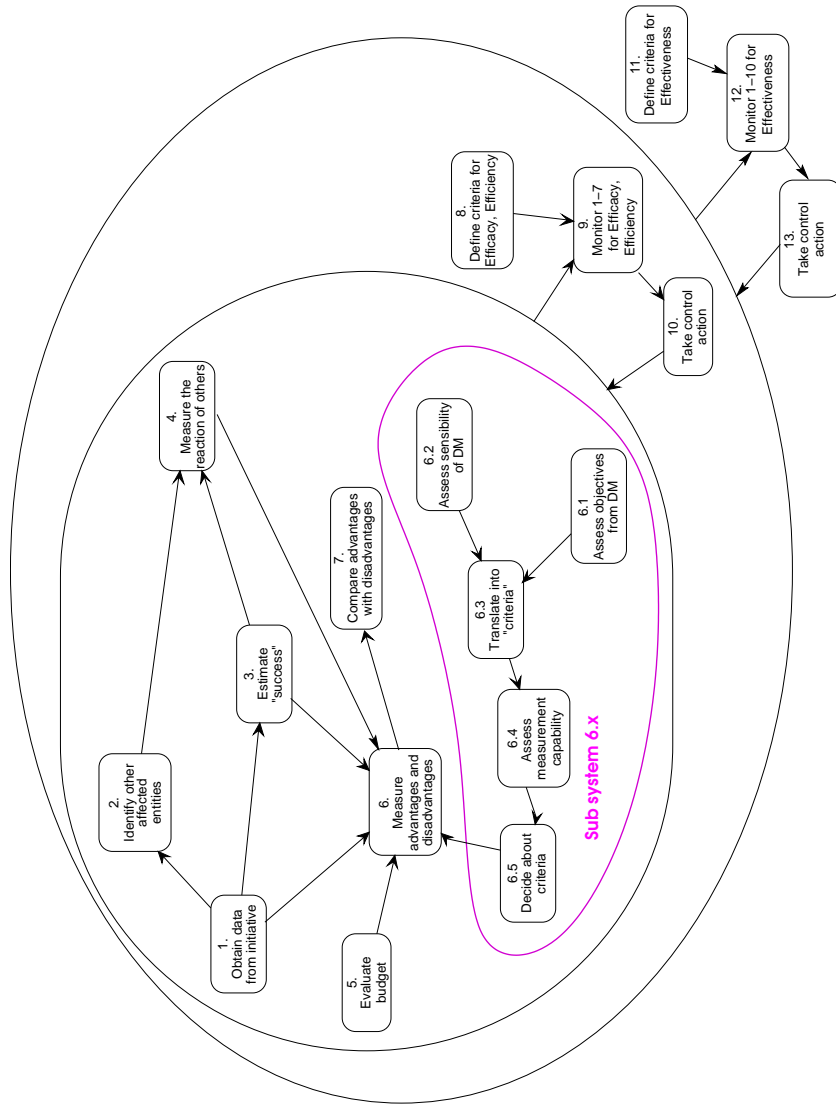 1.
Obtain data
from initiative
2.
Identify other
affected
entities
3.
Estimate
"success"
4.
Measure the
reaction of others
5.
Evaluate
budget
6.
Measure
advantages and
disadvantages
7.
Compare advantages
with disadvantages
6.5
Decide about
criteria
6.4
Assess
measurement
capability
6.3
Translate into
"criteria"
6.2
Assess sensibility
of DM
6.1
Assess objectives
from DM
Sub system 6.x
8.
Define criteria for
Efficacy, Efficiency
9.
Monitor 1–7
for Efficacy,
Efficiency
10.
Take control
action
11.
Define criteria for
Effectiveness
12.
Monitor 1–10 for
Effectiveness
13.
Take control
action